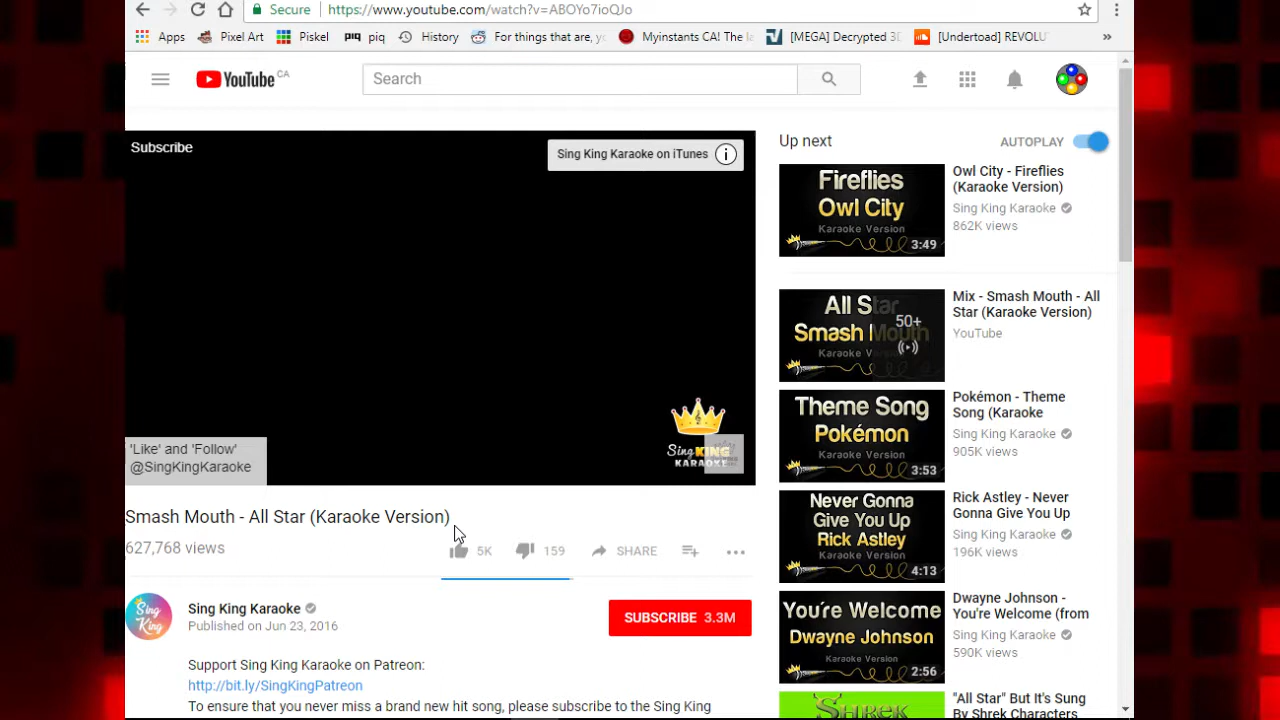 Secure https://www.youtube.com/watch?v=ABOYo7ioQJo
Apps Pixel Art Piskel piq piq History For things that are, yo Myinstants CA! The la [MEGA] Decrypted 3D [Undertoad] REVOLUT »
YouTube CA
Search
Subscribe
Sing King Karaoke on iTunes
'Like' and 'Follow'
@SingKingKaraoke
Sing KING
KARAOKE
Smash Mouth - All Star (Karaoke Version)
627,768 views
5K 159 SHARE
Sing King
Sing King Karaoke
Published on Jun 23, 2016
SUBSCRIBE 3.3M
Support Sing King Karaoke on Patreon:
http://bit.ly/SingKingPatreon
To ensure that you never miss a brand new hit song, please subscribe to the Sing King
Up next
AUTOPLAY
Fireflies
Owl City
Karaoke Version
3:49
Owl City - Fireflies
(Karaoke Version)
Sing King Karaoke
862K views
All Star
Smash Mouth
Karaoke V
50+
Mix - Smash Mouth - All
Star (Karaoke Version)
YouTube
Theme Song
Pokémon
Karaoke Version
3:53
Pokémon - Theme
Song (Karaoke
Sing King Karaoke
905K views
Never Gonna
Give You Up
Rick Astley
Karaoke Version
4:13
Rick Astley - Never
Gonna Give You Up
Sing King Karaoke
196K views
You're Welcome
Dwayne Johnson
Karaoke Version
2:56
Dwayne Johnson -
You're Welcome (from
Sing King Karaoke
590K views
SHREK
"All Star" But It's Sung
By Shrek Characters